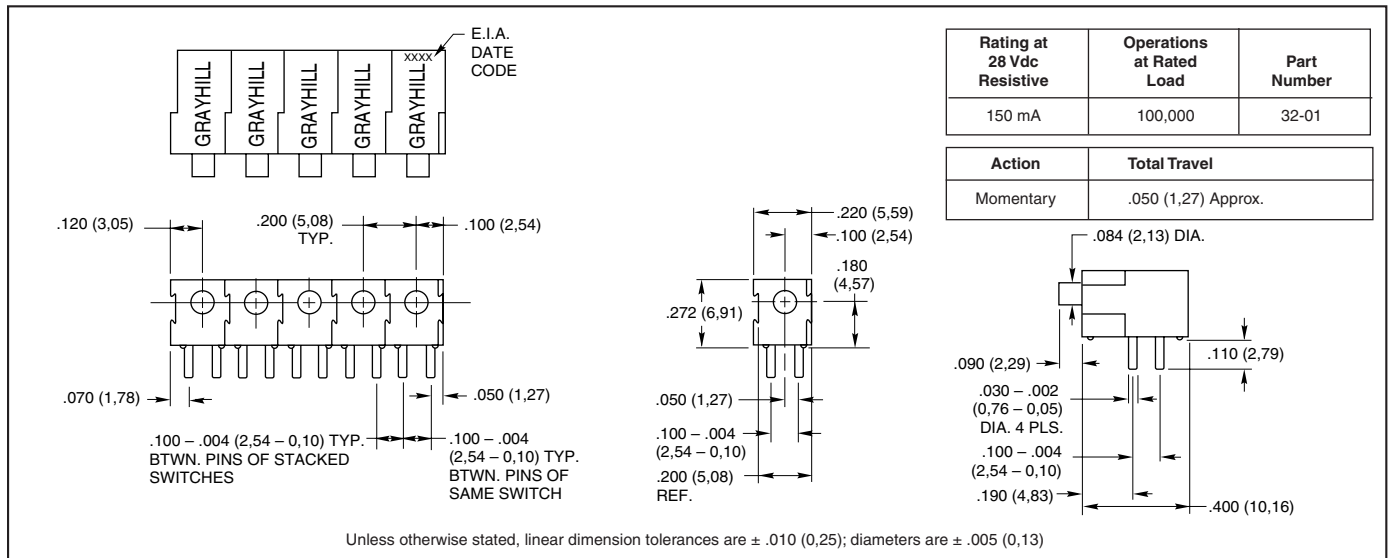 E.I.A.
DATE
CODE
XXXX
GRAYHILL
GRAYHILL
GRAYHILL
GRAYHILL
GRAYHILL
Rating at
28 Vdc
Resistive
Operations
at Rated
Load
Part
Number
150 mA
100,000
32-01
Action
Total Travel
Momentary
.050 (1,27) Approx.
.120 (3,05)
.200 (5,08)
TYP.
.100 (2,54)
.070 (1,78)
.050 (1,27)
.100 – .004 (2,54 – 0,10) TYP.
BTWN. PINS OF STACKED
SWITCHES
.100 – .004
(2,54 – 0,10) TYP.
BTWN. PINS OF
SAME SWITCH
.220 (5,59)
.100 (2,54)
.180
(4,57)
.272 (6,91)
.050 (1,27)
.100 – .004
(2,54 – 0,10)
.200 (5,08)
REF.
.084 (2,13) DIA.
.090 (2,29)
.110 (2,79)
.030 – .002
(0,76 – 0,05)
DIA. 4 PLS.
.100 – .004
(2,54 – 0,10)
.190 (4,83)
.400 (10,16)
Unless otherwise stated, linear dimension tolerances are ± .010 (0,25); diameters are ± .005 (0,13)